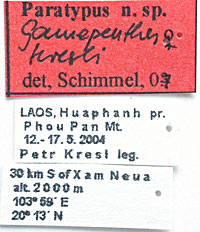 Paratypus n. sp.
Gamepenthes ♀
kresli
det, Schimmel, 07
LAOS, Huaphanh pr.
Phou Pan Mt.
12.-17. 5. 2004
Petr Kresl leg.
30 km S of Xam Neua
alt. 2000 m
103° 59´ E
20° 13´ N